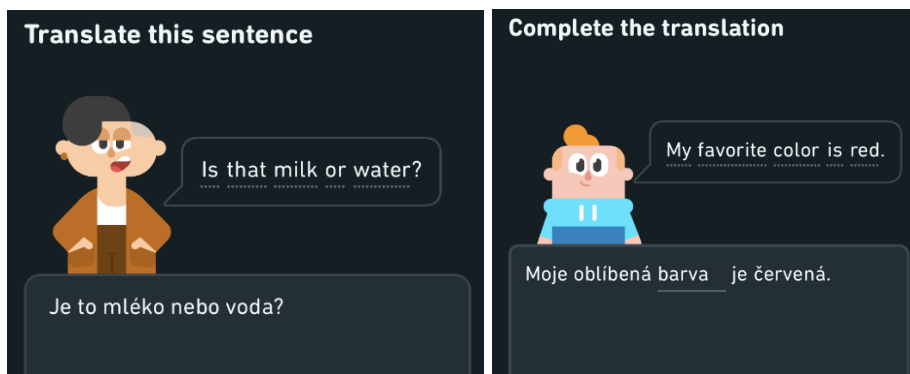 Translate this sentence
Is that milk or water?
Je to mléko nebo voda?
Complete the translation
My favorite color is red.
Moje oblíbená barva je červená.